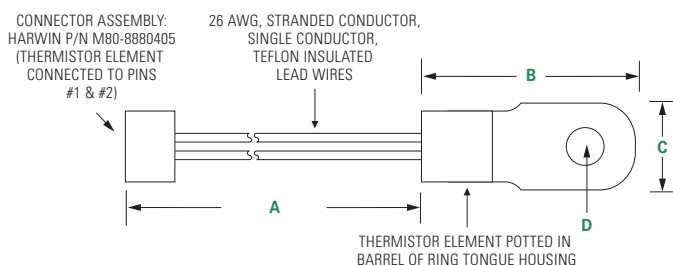 CONNECTOR ASSEMBLY:
HARWIN P/N M80-8880405
(THERMISTOR ELEMENT
CONNECTED TO PINS
#1 & #2)
26 AWG, STRANDED CONDUCTOR,
SINGLE CONDUCTOR,
TEFLON INSULATED
LEAD WIRES
B
C
A
D
THERMISTOR ELEMENT POTTED IN
BARREL OF RING TONGUE HOUSING